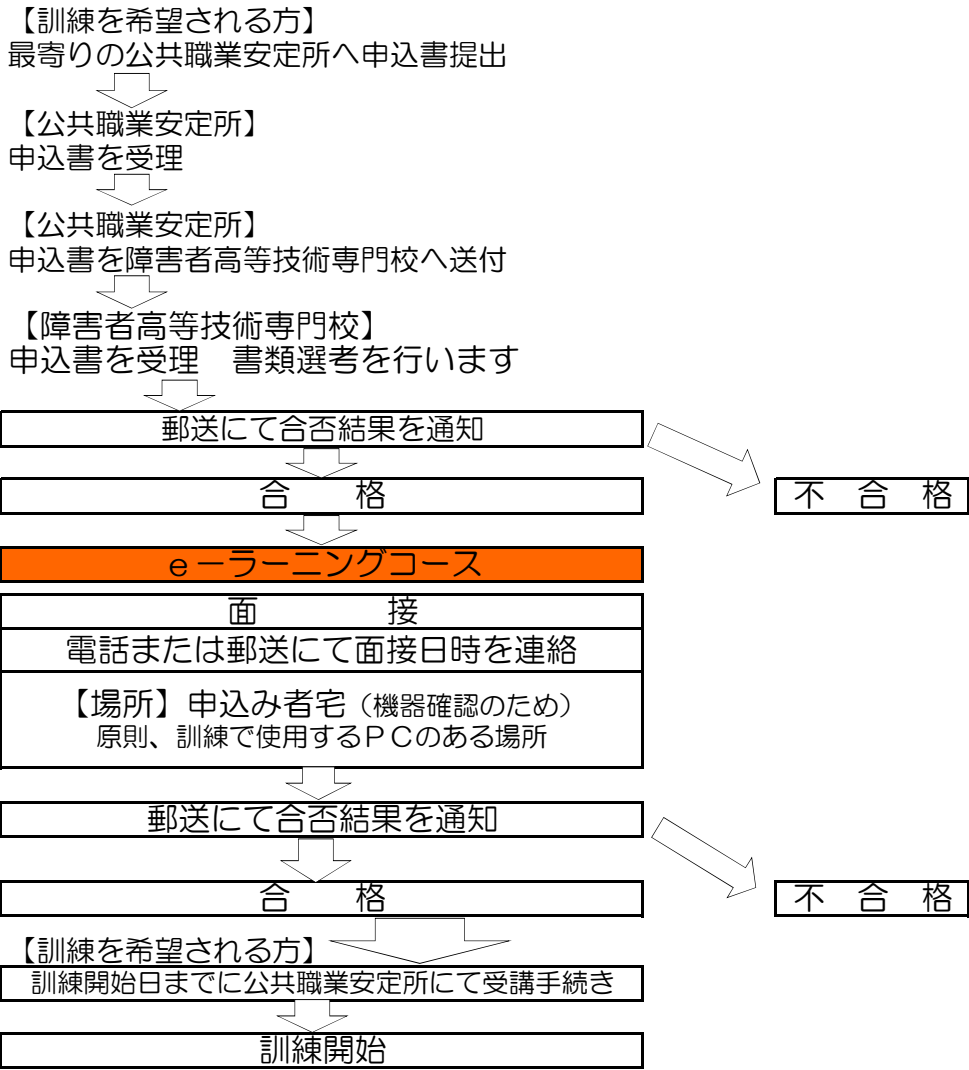 【訓練を希望される方】
最寄りの公共職業安定所へ申込書提出
【公共職業安定所】
申込書を受理
【公共職業安定所】
申込書を障害者高等技術専門校へ送付
【障害者高等技術専門校】
申込書を受理　書類選考を行います
郵送にて合否結果を通知
合　　格
不　合　格
e－ラーニングコース
面　　　　接
電話または郵送にて面接日時を連絡
【場所】申込み者宅（機器確認のため）
原則、訓練で使用するＰＣのある場所
郵送にて合否結果を通知
合　　格
不　合　格
【訓練を希望される方】
訓練開始日までに公共職業安定所にて受講手続き
訓練開始